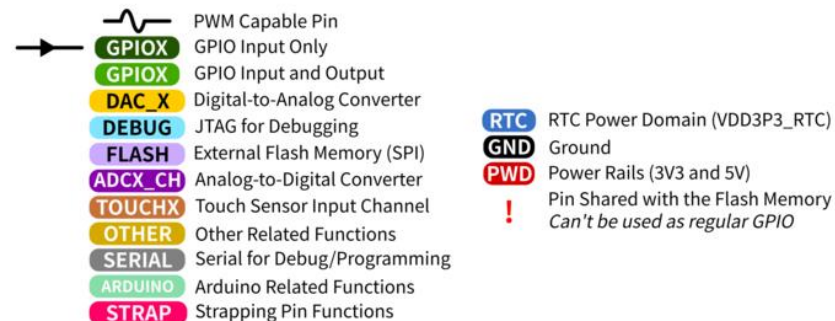 PWM Capable Pin
GPIOX GPIO Input Only
GPIOX GPIO Input and Output
DAC_X Digital-to-Analog Converter
DEBUG JTAG for Debugging
FLASH External Flash Memory (SPI)
ADCX_CH Analog-to-Digital Converter
TOUCHX Touch Sensor Input Channel
OTHER Other Related Functions
SERIAL Serial for Debug/Programming
ARDUINO Arduino Related Functions
STRAP Strapping Pin Functions
RTC RTC Power Domain (VDD3P3_RTC)
GND Ground
PWD Power Rails (3V3 and 5V)
! Pin Shared with the Flash Memory
Can't be used as regular GPIO